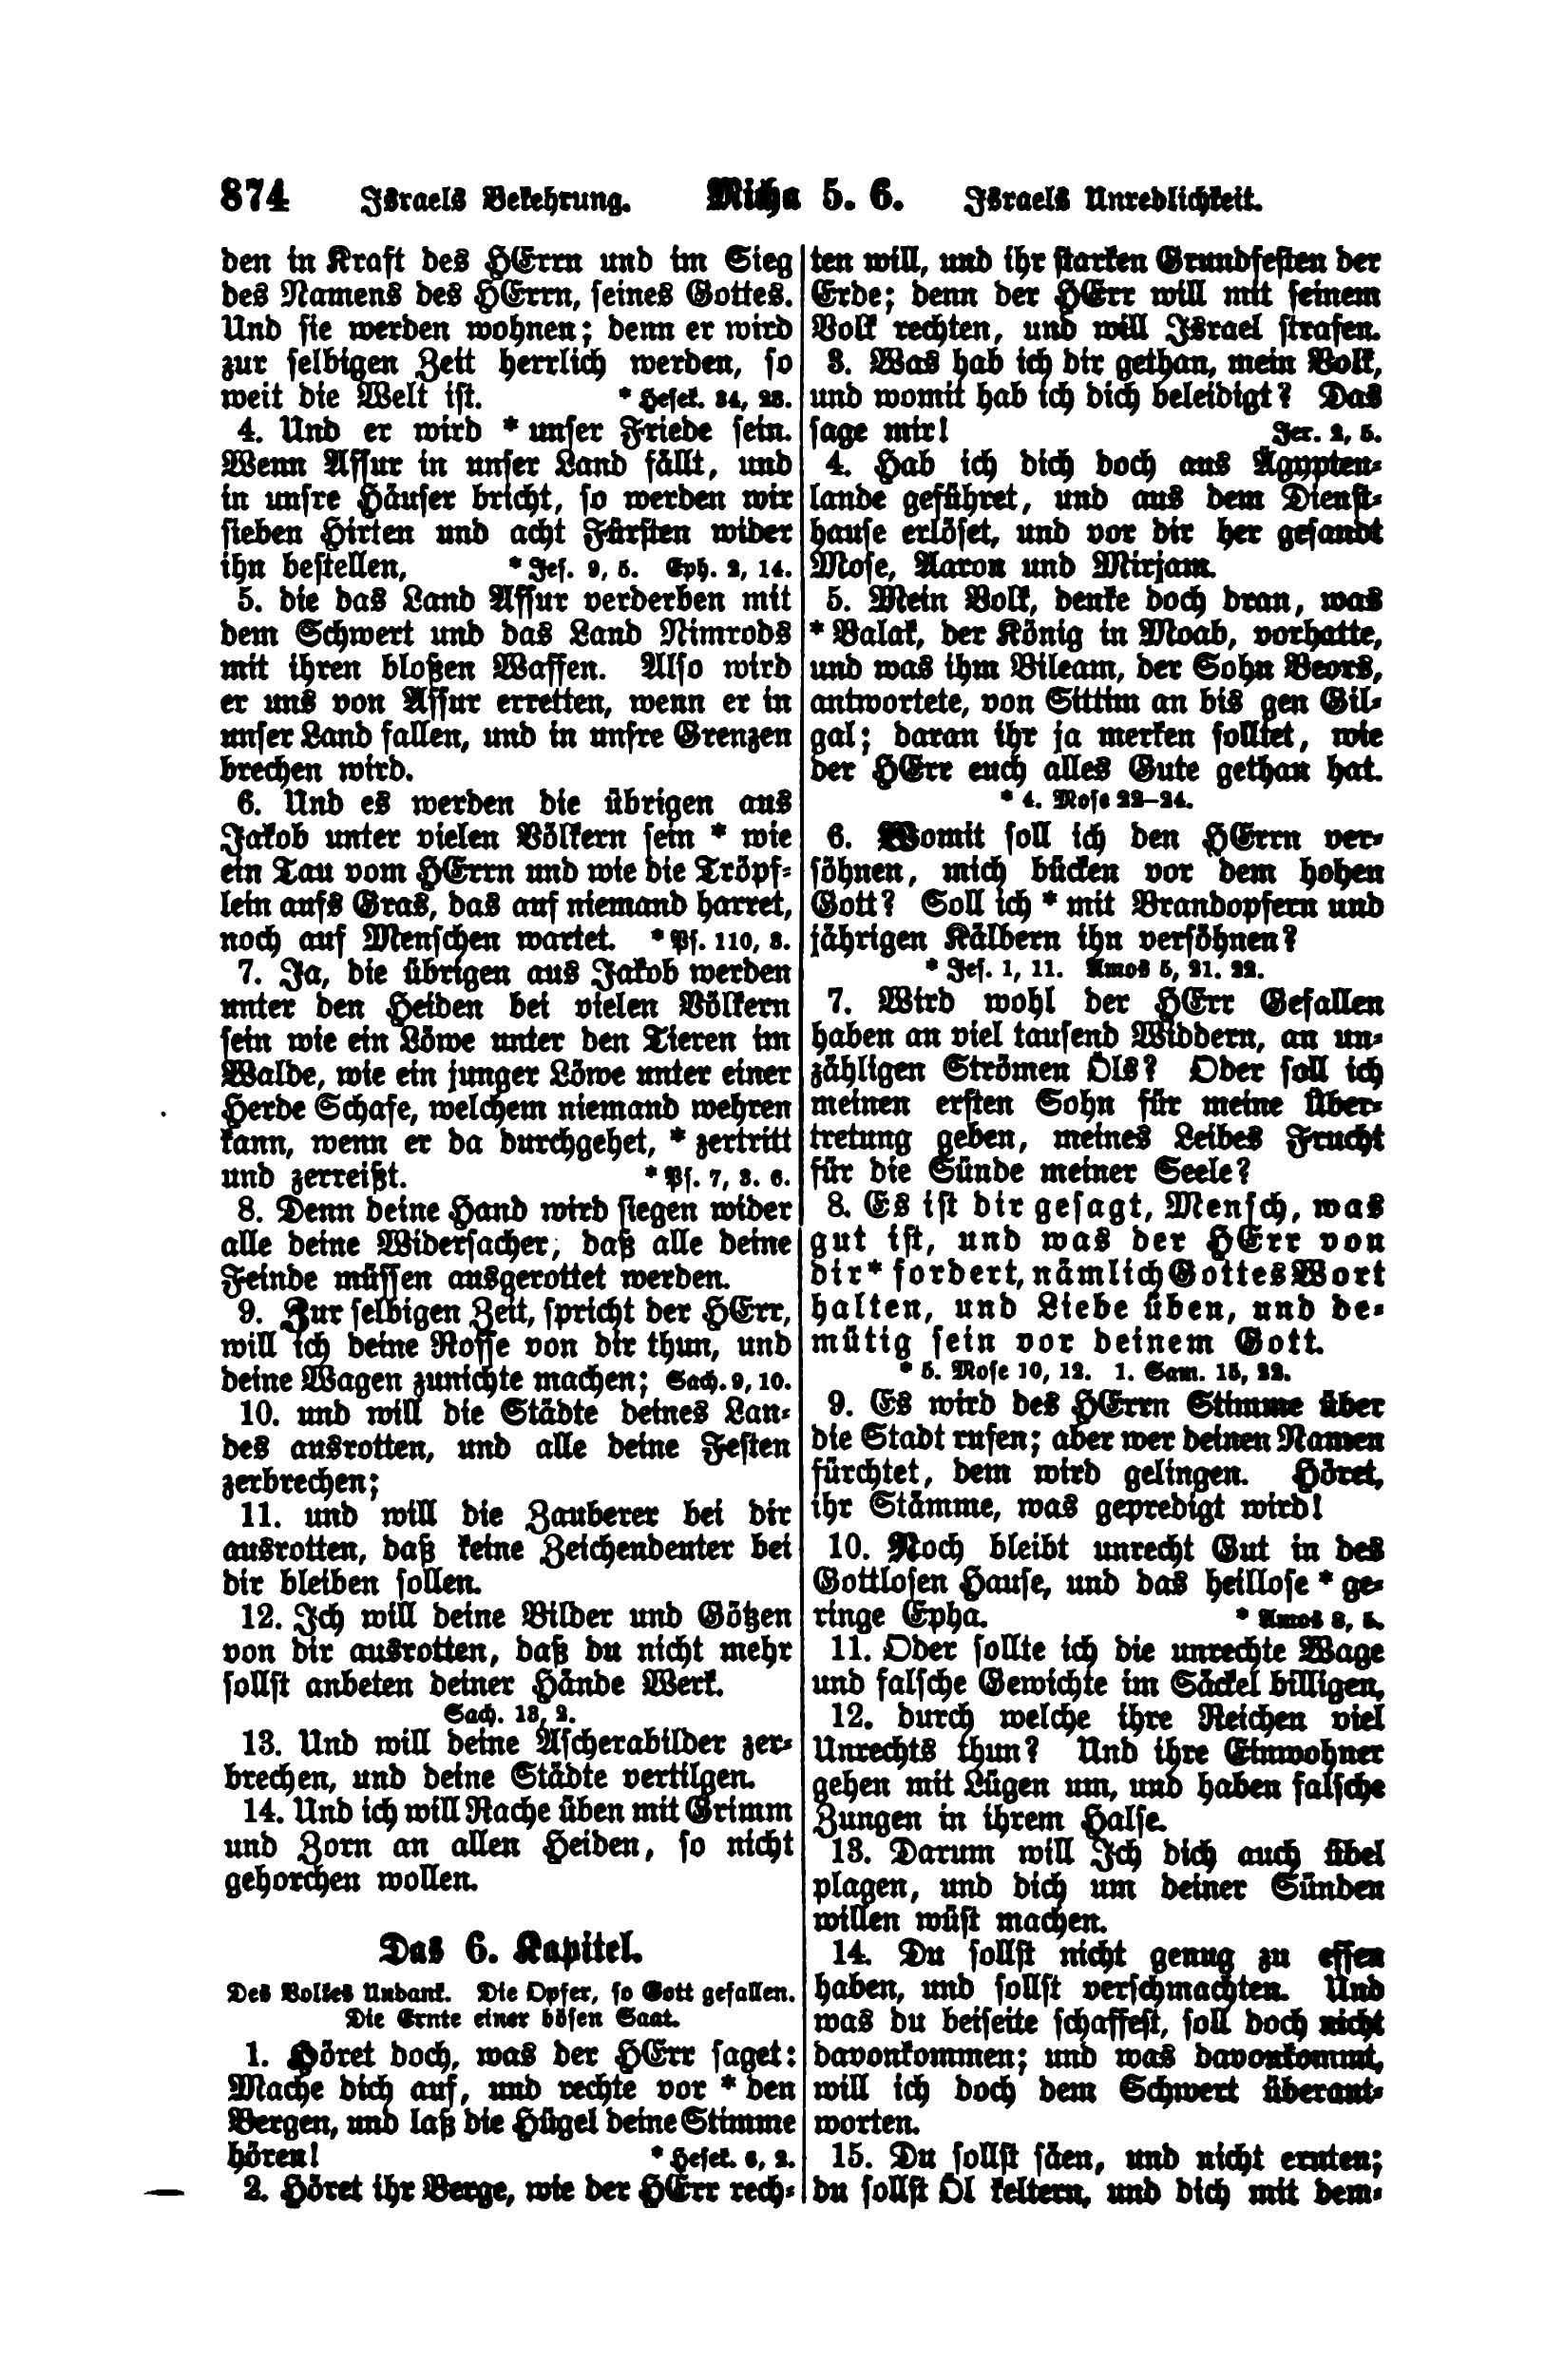 874 Israels Bekehrung. Micha 5. 6. Israels Unredlichkeit.
den in Kraft des HErrn und im Sieg
des Namens des HErrn, seines Gottes.
Und sie werden wohnen; denn er wird
zur selbigen Zeit herrlich werden, so
weit die Welt ist. * Hesek. 34, 23.
4. Und er wird * unser Friede sein.
Wenn Assur in unser Land fällt, und
in unsre Häuser bricht, so werden wir
sieben Hirten und acht Fürsten wider
ihn bestellen, * Jes. 9, 5. Eph. 2, 14.
5. die das Land Assur verderben mit
dem Schwert und das Land Nimrods
mit ihren bloßen Waffen. Also wird
er uns von Assur erretten, wenn er in
unser Land fallen, und in unsre Grenzen
brechen wird.
6. Und es werden die übrigen aus
Jakob unter vielen Völkern sein * wie
ein Tau vom HErrn und wie die Tröpf-
lein aufs Gras, das auf niemand harret,
noch auf Menschen wartet. * Ps. 110, 3.
7. Ja, die übrigen aus Jakob werden
unter den Heiden bei vielen Völkern
sein wie ein Löwe unter den Tieren im
Walde, wie ein junger Löwe unter einer
Herde Schafe, welchem niemand wehren
kann, wenn er da durchgehet, * zertritt
und zerreißt. * Ps. 7, 3. 6.
8. Denn deine Hand wird siegen wider
alle deine Widersacher, daß alle deine
Feinde müssen ausgerottet werden.
9. Zur selbigen Zeit, spricht der HErr,
will ich deine Rosse von dir thun, und
deine Wagen zunichte machen; Sach. 9, 10.
10. und will die Städte deines Lan-
des ausrotten, und alle deine Festen
zerbrechen;
11. und will die Zauberer bei dir
ausrotten, daß keine Zeichendeuter bei
dir bleiben sollen.
12. Ich will deine Bilder und Götzen
von dir ausrotten, daß du nicht mehr
sollst anbeten deiner Hände Werk.
Sach. 13, 2.
13. Und will deine Ascherabilder zer-
brechen, und deine Städte vertilgen.
14. Und ich will Rache üben mit Grimm
und Zorn an allen Heiden, so nicht
gehorchen wollen.
Das 6. Kapitel.
Des Volkes Undank. Die Opfer, so Gott gefallen.
Die Ernte einer bösen Saat.
1. Höret doch, was der HErr saget:
Mache dich auf, und rechte vor * den
Bergen, und laß die Hügel deine Stimme
hören! * Hesek. 6, 2.
2. Höret ihr Berge, wie der HErr rech-
ten will, und ihr starken Grundfesten der
Erde; denn der HErr will mit seinem
Volk rechten, und will Israel strafen.
3. Was hab ich dir gethan, mein Volk,
und womit hab ich dich beleidigt? Das
sage mir! Jer. 2, 5.
4. Hab ich dich doch aus Ägypten-
lande geführet, und aus dem Dienst-
hause erlöset, und vor dir her gesandt
Mose, Aaron und Mirjam.
5. Mein Volk, denke doch dran, was
* Balak, der König in Moab, vorhatte,
und was ihm Bileam, der Sohn Beors,
antwortete, von Sittim an bis gen Gil-
gal; daran ihr ja merken solltet, wie
der HErr euch alles Gute gethan hat.
* 4. Mose 22–24.
6. Womit soll ich den HErrn ver-
söhnen, mich bücken vor dem hohen
Gott? Soll ich * mit Brandopfern und
jährigen Kälbern ihn versöhnen?
* Jes. 1, 11. Amos 5, 21. 22.
7. Wird wohl der HErr Gefallen
haben an viel tausend Widdern, an un-
zähligen Strömen Öls? Oder soll ich
meinen ersten Sohn für meine Über-
tretung geben, meines Leibes Frucht
für die Sünde meiner Seele?
8. Es ist dir gesagt, Mensch, was
gut ist, und was der HErr von
dir * fordert, nämlich Gottes Wort
halten, und Liebe üben, und de-
mütig sein vor deinem Gott.
* 5. Mose 10, 12. 1. Sam. 15, 22.
9. Es wird des HErrn Stimme über
die Stadt rufen; aber wer deinen Namen
fürchtet, dem wird gelingen. Höret,
ihr Stämme, was gepredigt wird!
10. Noch bleibt unrecht Gut in des
Gottlosen Hause, und das heillose * ge-
ringe Epha. * Amos 8, 5.
11. Oder sollte ich die unrechte Wage
und falsche Gewichte im Säckel billigen,
12. durch welche ihre Reichen viel
Unrechts thun? Und ihre Einwohner
gehen mit Lügen um, und haben falsche
Zungen in ihrem Halse.
13. Darum will Ich dich auch übel
plagen, und dich um deiner Sünden
willen wüst machen.
14. Du sollst nicht genug zu essen
haben, und sollst verschmachten. Und
was du beiseite schaffest, soll doch nicht
davonkommen; und was davonkommt,
will ich doch dem Schwert überant-
worten.
15. Du sollst säen, und nicht ernten;
du sollst Öl keltern, und dich mit dem-